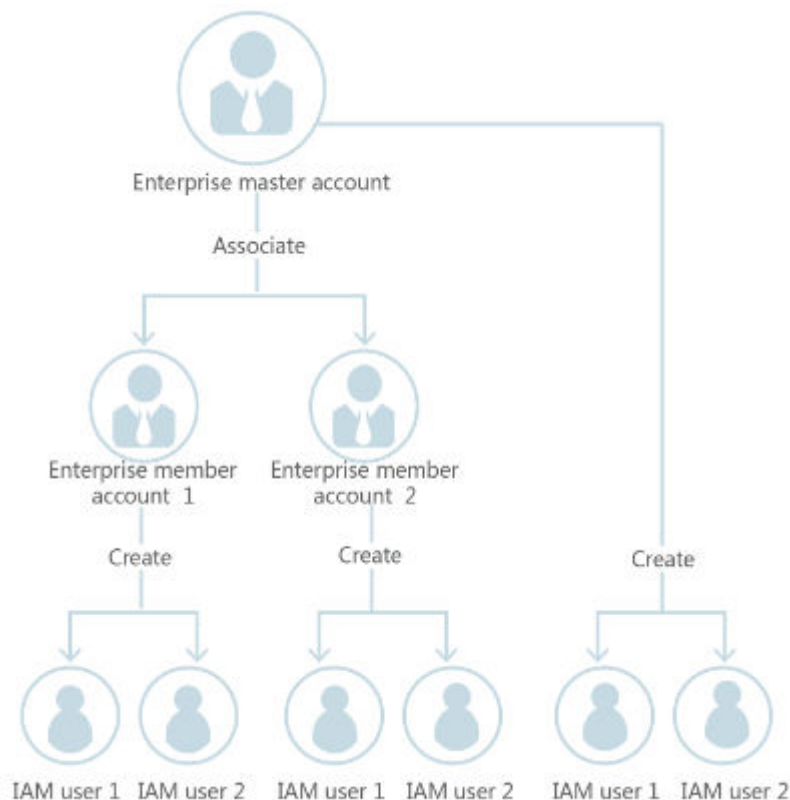 Enterprise master account
Associate
Enterprise member
account 1
Enterprise member
account 2
Create
Create
Create
IAM user 1
IAM user 2
IAM user 1
IAM user 2
IAM user 1
IAM user 2